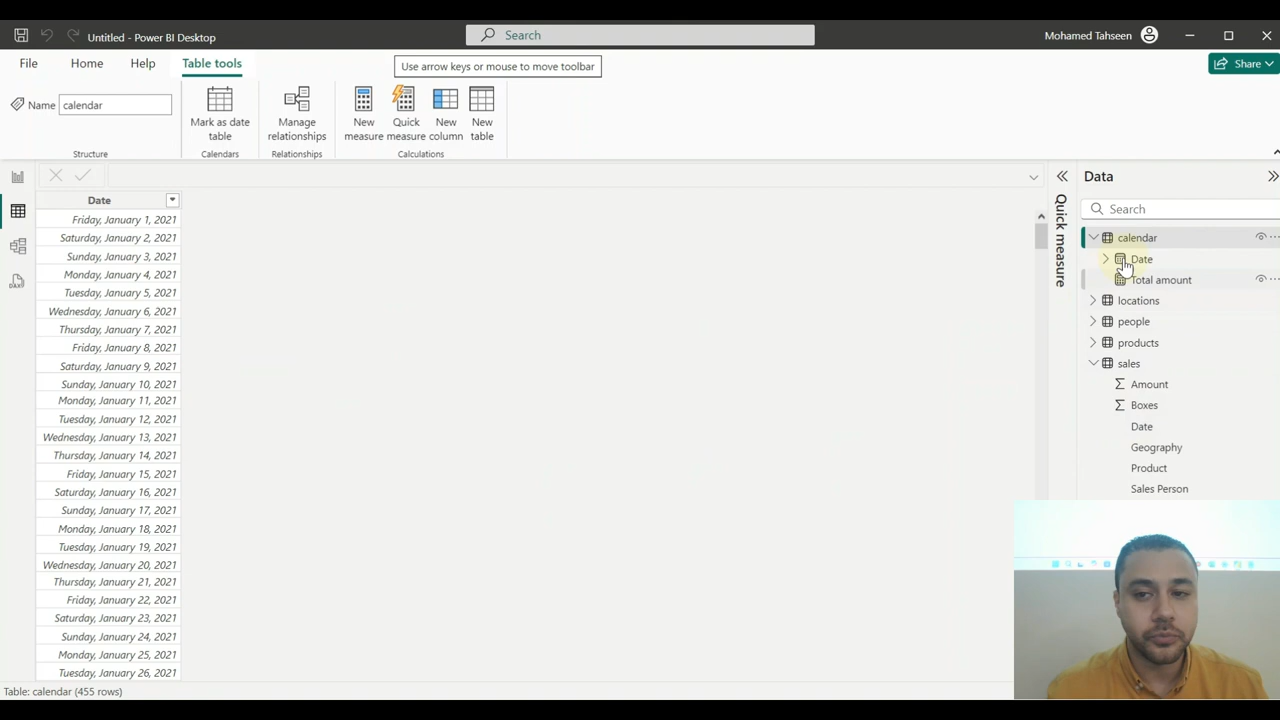 Untitled - Power BI Desktop
Search
Mohamed Tahseen
File
Home
Help
Table tools
Use arrow keys or mouse to move toolbar
Share
Name
calendar
Mark as date
table
Manage
relationships
New
measure
Quick
measure
New
column
New
table
Structure
Calendars
Relationships
Calculations
Date
Friday, January 1, 2021
Saturday, January 2, 2021
Sunday, January 3, 2021
Monday, January 4, 2021
Tuesday, January 5, 2021
Wednesday, January 6, 2021
Thursday, January 7, 2021
Friday, January 8, 2021
Saturday, January 9, 2021
Sunday, January 10, 2021
Monday, January 11, 2021
Tuesday, January 12, 2021
Wednesday, January 13, 2021
Thursday, January 14, 2021
Friday, January 15, 2021
Saturday, January 16, 2021
Sunday, January 17, 2021
Monday, January 18, 2021
Tuesday, January 19, 2021
Wednesday, January 20, 2021
Thursday, January 21, 2021
Friday, January 22, 2021
Saturday, January 23, 2021
Sunday, January 24, 2021
Monday, January 25, 2021
Tuesday, January 26, 2021
Quick measure
Data
Search
calendar
Date
Total amount
locations
people
products
sales
Amount
Boxes
Date
Geography
Product
Sales Person
Table: calendar (455 rows)